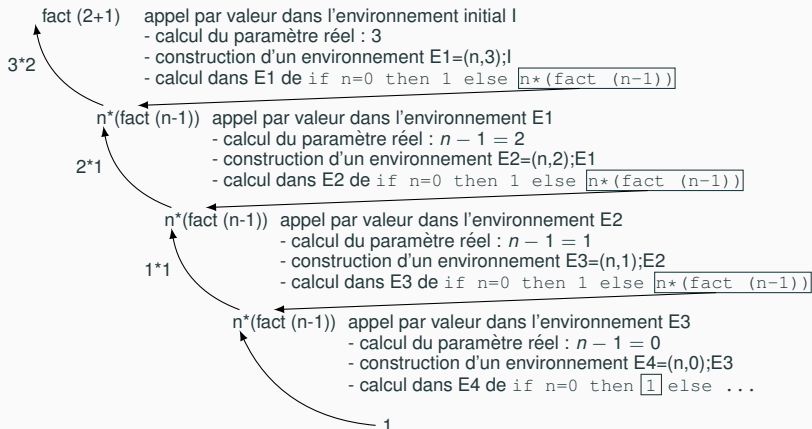 fact (2+1) appel par valeur dans l'environnement initial I
- calcul du paramètre réel : 3
3*2
- construction d'un environnement E1=(n,3);I
- calcul dans E1 de if n=0 then 1 else n*(fact (n-1))
n*(fact (n-1)) appel par valeur dans l'environnement E1
- calcul du paramètre réel : n − 1 = 2
2*1
- construction d'un environnement E2=(n,2);E1
- calcul dans E2 de if n=0 then 1 else n*(fact (n-1))
n*(fact (n-1)) appel par valeur dans l'environnement E2
- calcul du paramètre réel : n − 1 = 1
1*1
- construction d'un environnement E3=(n,1);E2
- calcul dans E3 de if n=0 then 1 else n*(fact (n-1))
n*(fact (n-1)) appel par valeur dans l'environnement E3
- calcul du paramètre réel : n − 1 = 0
- construction d'un environnement E4=(n,0);E3
- calcul dans E4 de if n=0 then 1 else ...
1